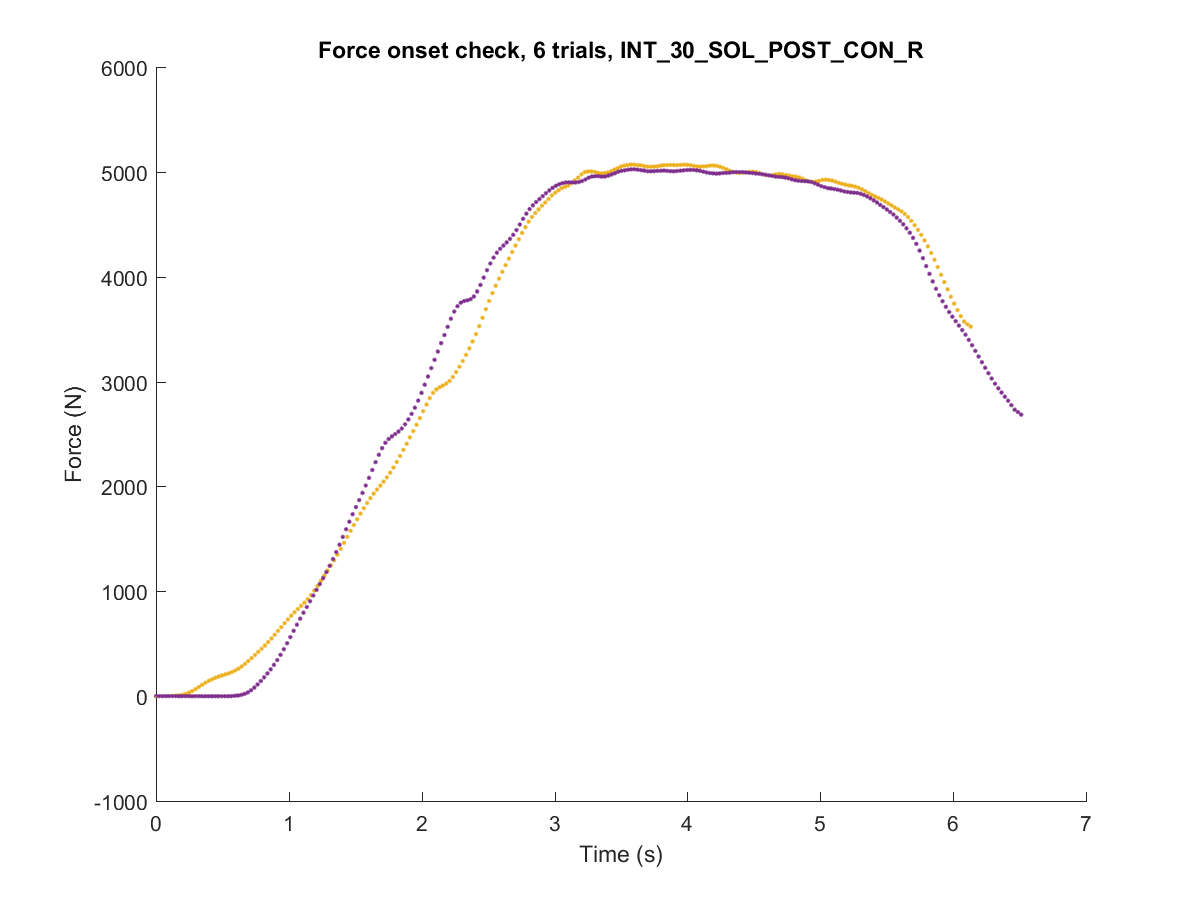 Force onset check, 6 trials, INT_30_SOL_POST_CON_R
6000
5000
4000
3000
2000
1000
0
-1000
Force (N)
0 1 2 3 4 5 6 7
Time (s)